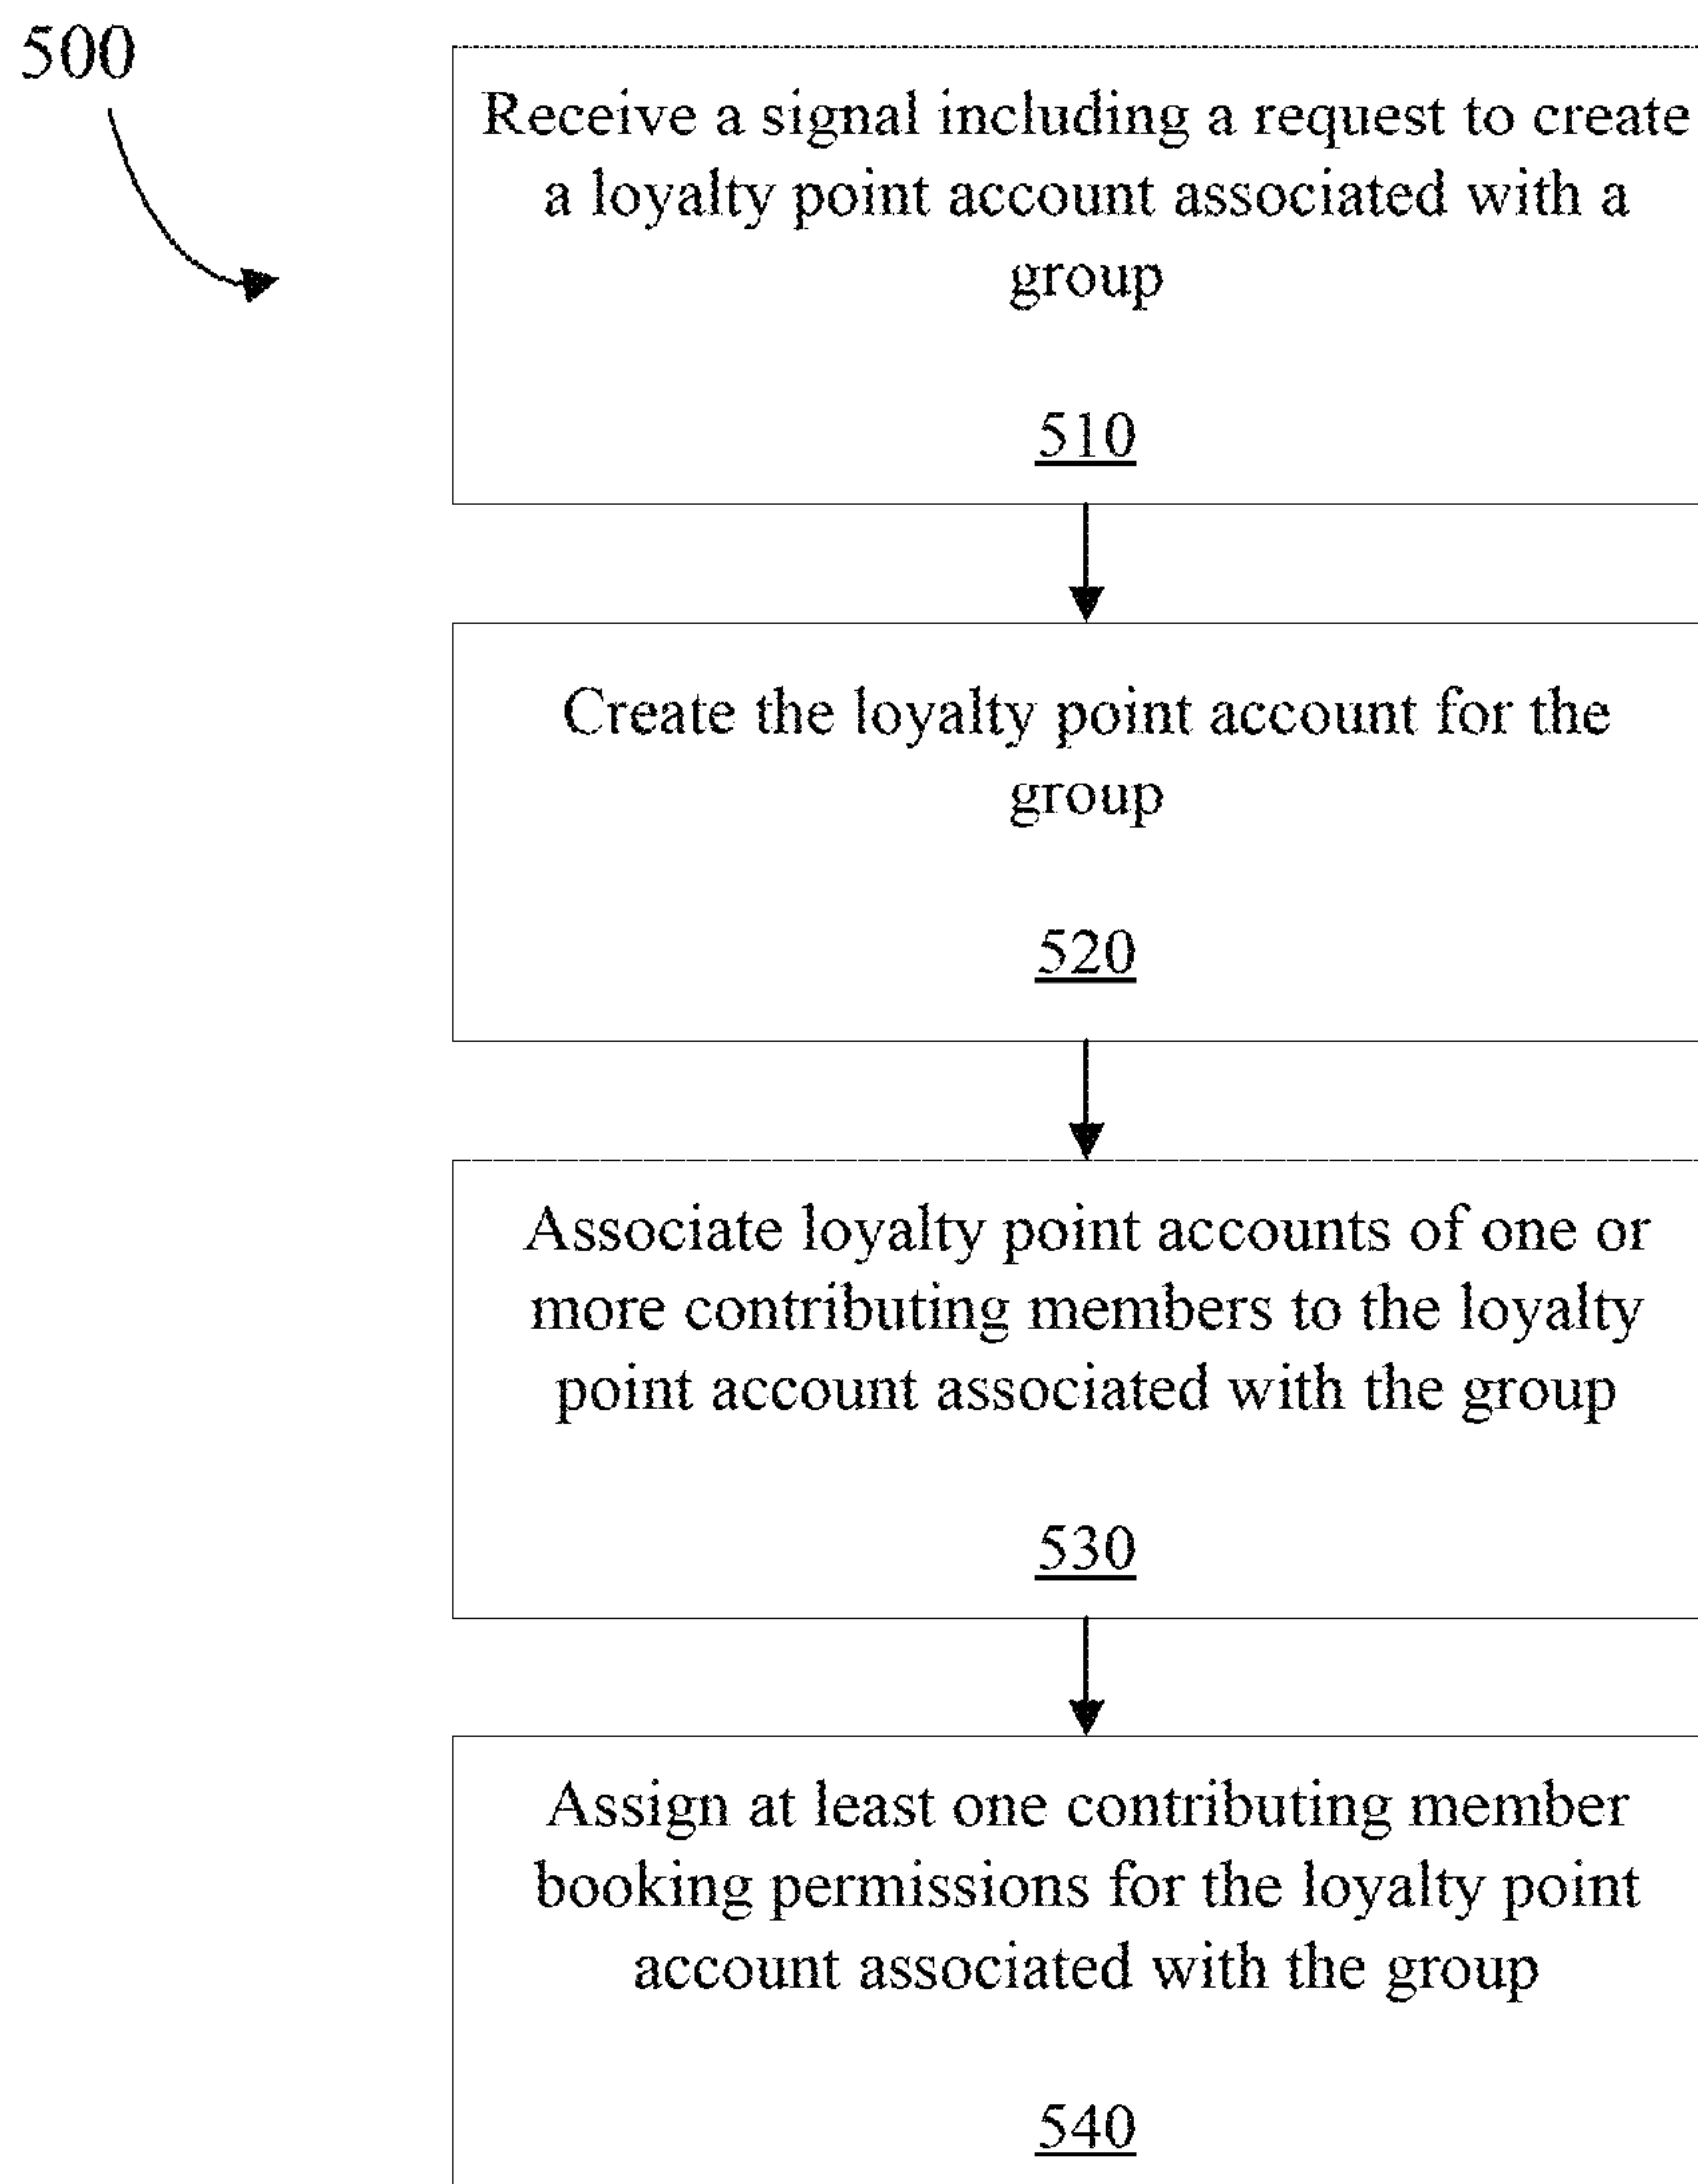 500
Receive a signal including a request to create
a loyalty point account associated with a
group
510
Create the loyalty point account for the
group
520
Associate loyalty point accounts of one or
more contributing members to the loyalty
point account associated with the group
530
Assign at least one contributing member
booking permissions for the loyalty point
account associated with the group
540